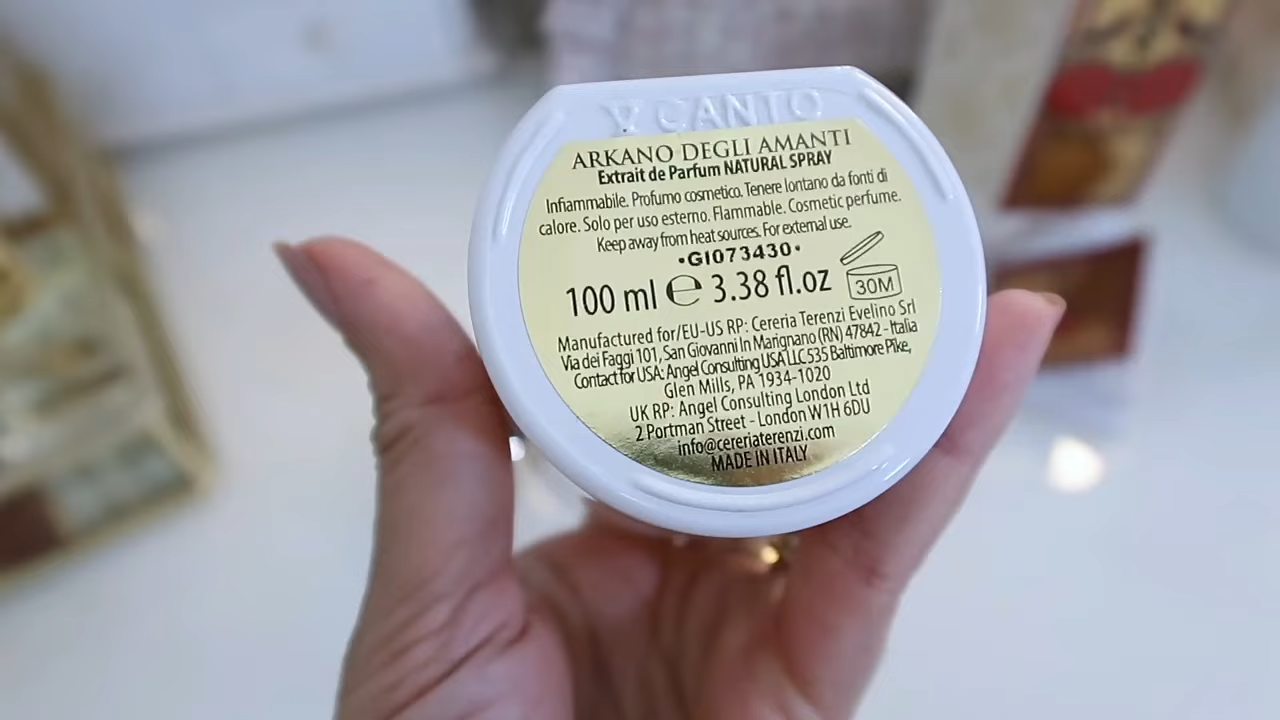 V CANTO
ARKANO DEGLI AMANTI
Extrait de Parfum NATURAL SPRAY
Infiammabile. Profumo cosmetico. Tenere lontano da fonti di
calore. Solo per uso esterno. Flammable. Cosmetic perfume.
Keep away from heat sources. For external use.
•GI073430•
100 ml ℮ 3.38 fl.oz
30M
Manufactured for/EU-US RP: Cereria Terenzi Evelino Srl
Via dei Faggi 101, San Giovanni In Marignano (RN) 47842 - Italia
Contact for USA: Angel Consulting USA LLC 535 Baltimore Pike,
Glen Mills, PA 1934-1020
UK RP: Angel Consulting London Ltd
2 Portman Street - London W1H 6DU
info@cereriaterenzi.com
MADE IN ITALY